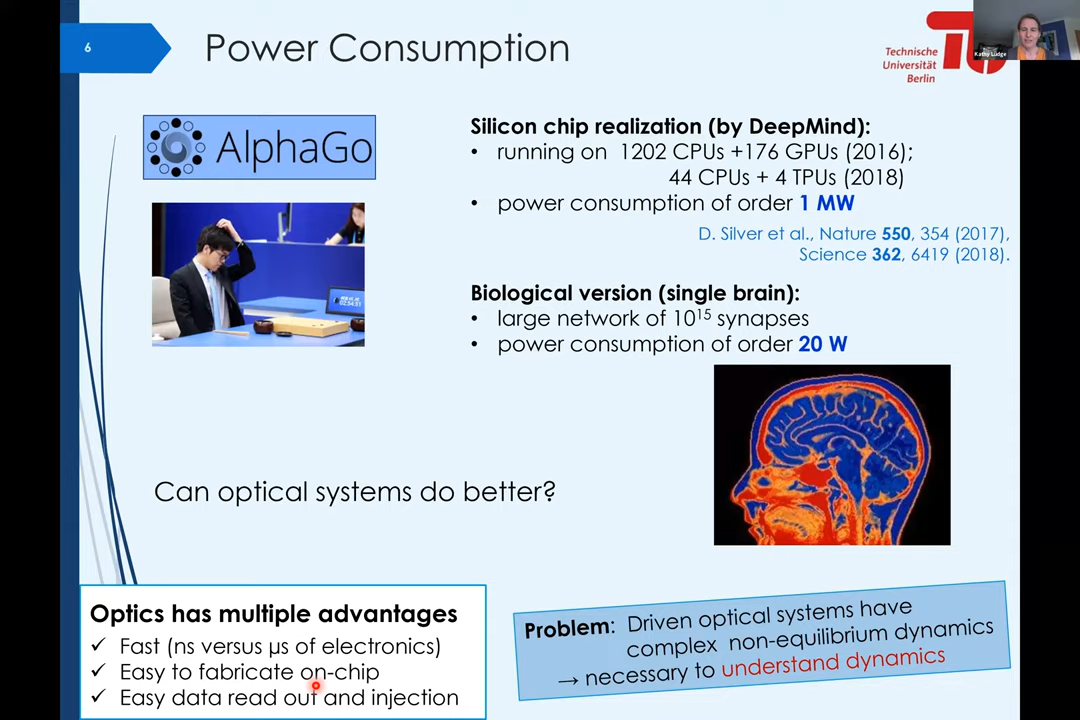 6
Power Consumption
Technische
Universität
Berlin
Kathy Lüdge
AlphaGo
Silicon chip realization (by DeepMind):
• running on 1202 CPUs +176 GPUs (2016);
44 CPUs + 4 TPUs (2018)
• power consumption of order 1 MW
D. Silver et al., Nature 550, 354 (2017),
Science 362, 6419 (2018).
Biological version (single brain):
• large network of 10¹⁵ synapses
• power consumption of order 20 W
Can optical systems do better?
Optics has multiple advantages
✓ Fast (ns versus µs of electronics)
✓ Easy to fabricate on-chip
✓ Easy data read out and injection
Problem: Driven optical systems have
complex non-equilibrium dynamics
→ necessary to understand dynamics